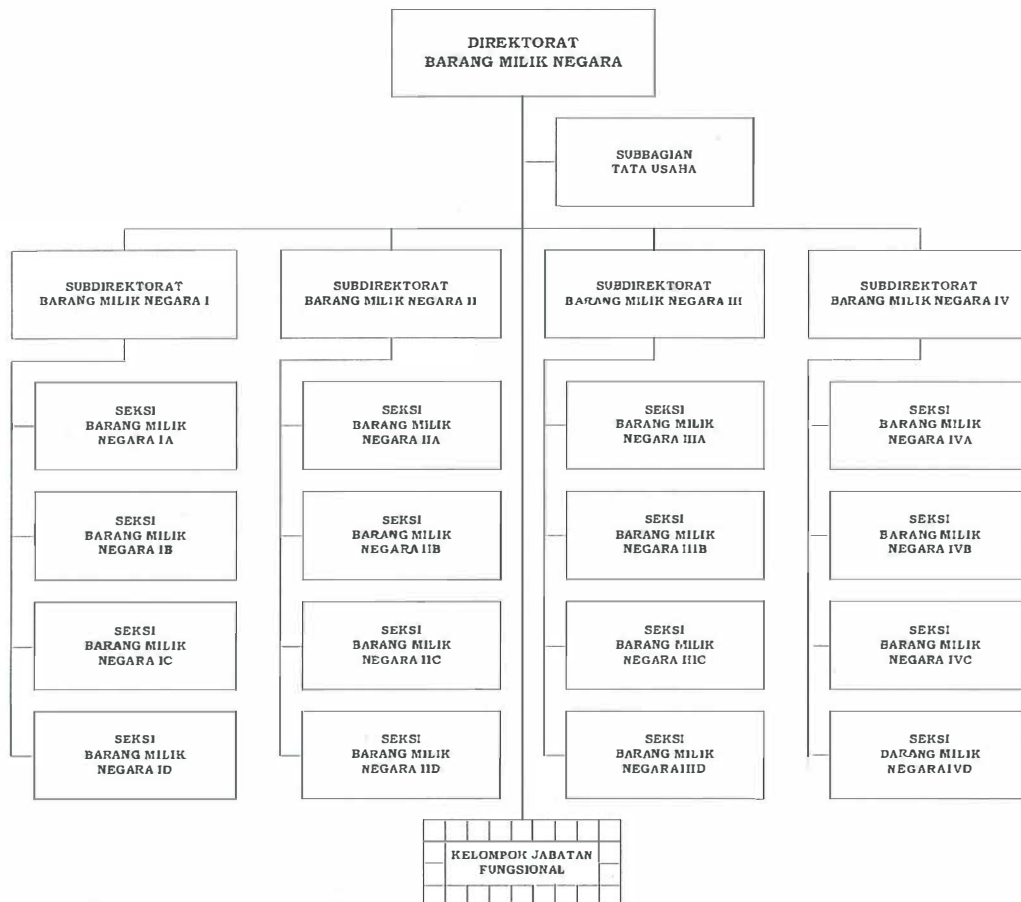 DIREKTORAT
BARANG MILIK NEGARA
SUBBAGIAN
TATA USAHA
SUBDIREKTORAT
BARANG MILIK NEGARA I
SUBDIREKTORAT
BARANG MILIK NEGARA II
SUBDIREKTORAT
BARANG MILIK NEGARA III
SUBDIREKTORAT
BARANG MILIK NEGARA IV
SEKSI
BARANG MILIK
NEGARA IA
SEKSI
BARANG MILIK
NEGARA IIA
SEKSI
BARANG MILIK
NEGARA IIIA
SEKSI
BARANG MILIK
NEGARA IVA
SEKSI
BARANG MILIK
NEGARA IB
SEKSI
BARANG MILIK
NEGARA IIB
SEKSI
BARANG MILIK
NEGARA IIIB
SEKSI
BARANG MILIK
NEGARA IVB
SEKSI
BARANG MILIK
NEGARA IC
SEKSI
BARANG MILIK
NEGARA IIC
SEKSI
BARANG MILIK
NEGARA IIIC
SEKSI
BARANG MILIK
NEGARA IVC
SEKSI
BARANG MILIK
NEGARA ID
SEKSI
BARANG MILIK
NEGARA IID
SEKSI
BARANG MILIK
NEGARA IIID
SEKSI
DARANG MILIK
NEGARA IVD
KELOMPOK JABATAN
FUNGSIONAL